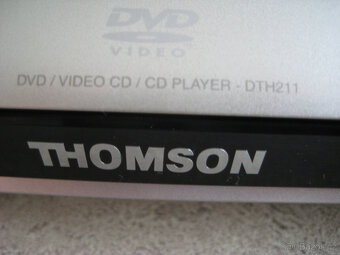 DVD
VIDEO
DVD / VIDEO CD / CD PLAYER - DTH211
THOMSON